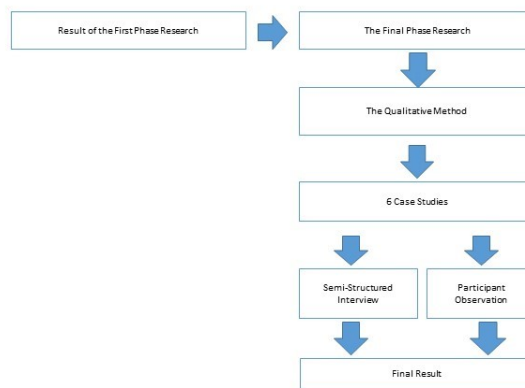 Result of the First Phase Research
The Final Phase Research
The Qualitative Method
6 Case Studies
Semi-Structured
Interview
Participant
Observation
Final Result